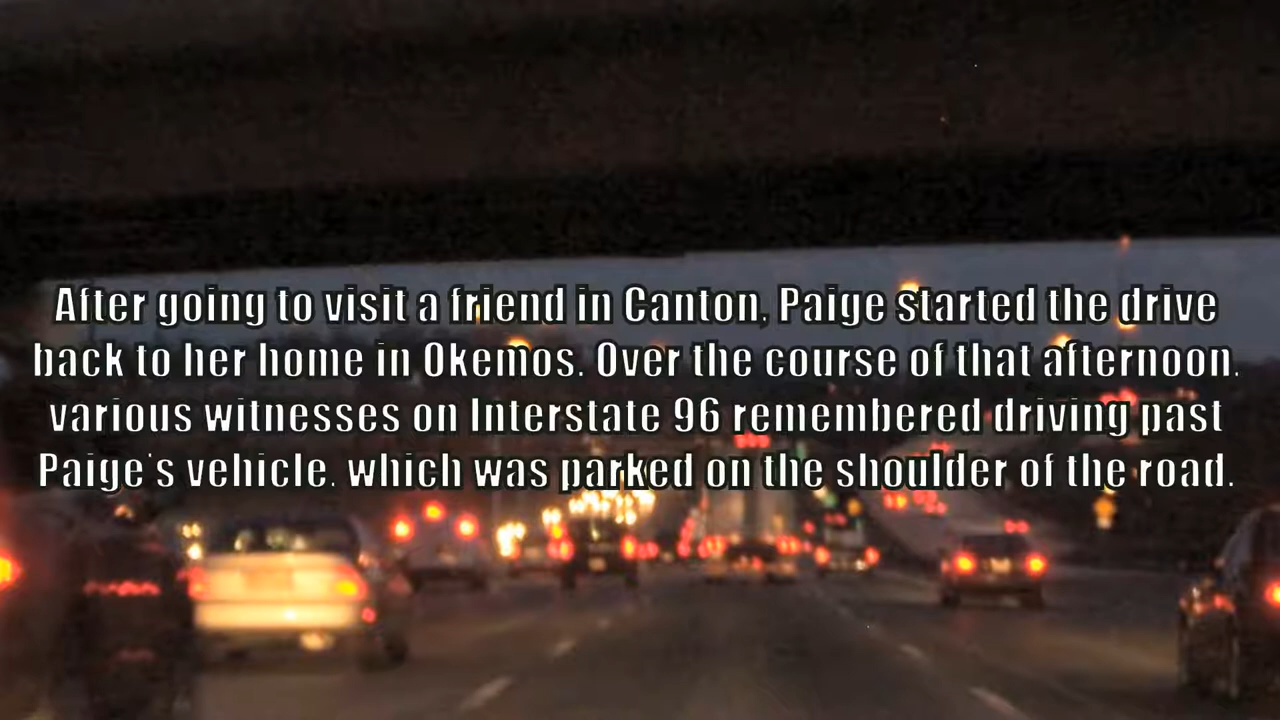 After going to visit a friend in Canton, Paige started the drive
back to her home in Okemos. Over the course of that afternoon,
various witnesses on Interstate 96 remembered driving past
Paige's vehicle, which was parked on the shoulder of the road.